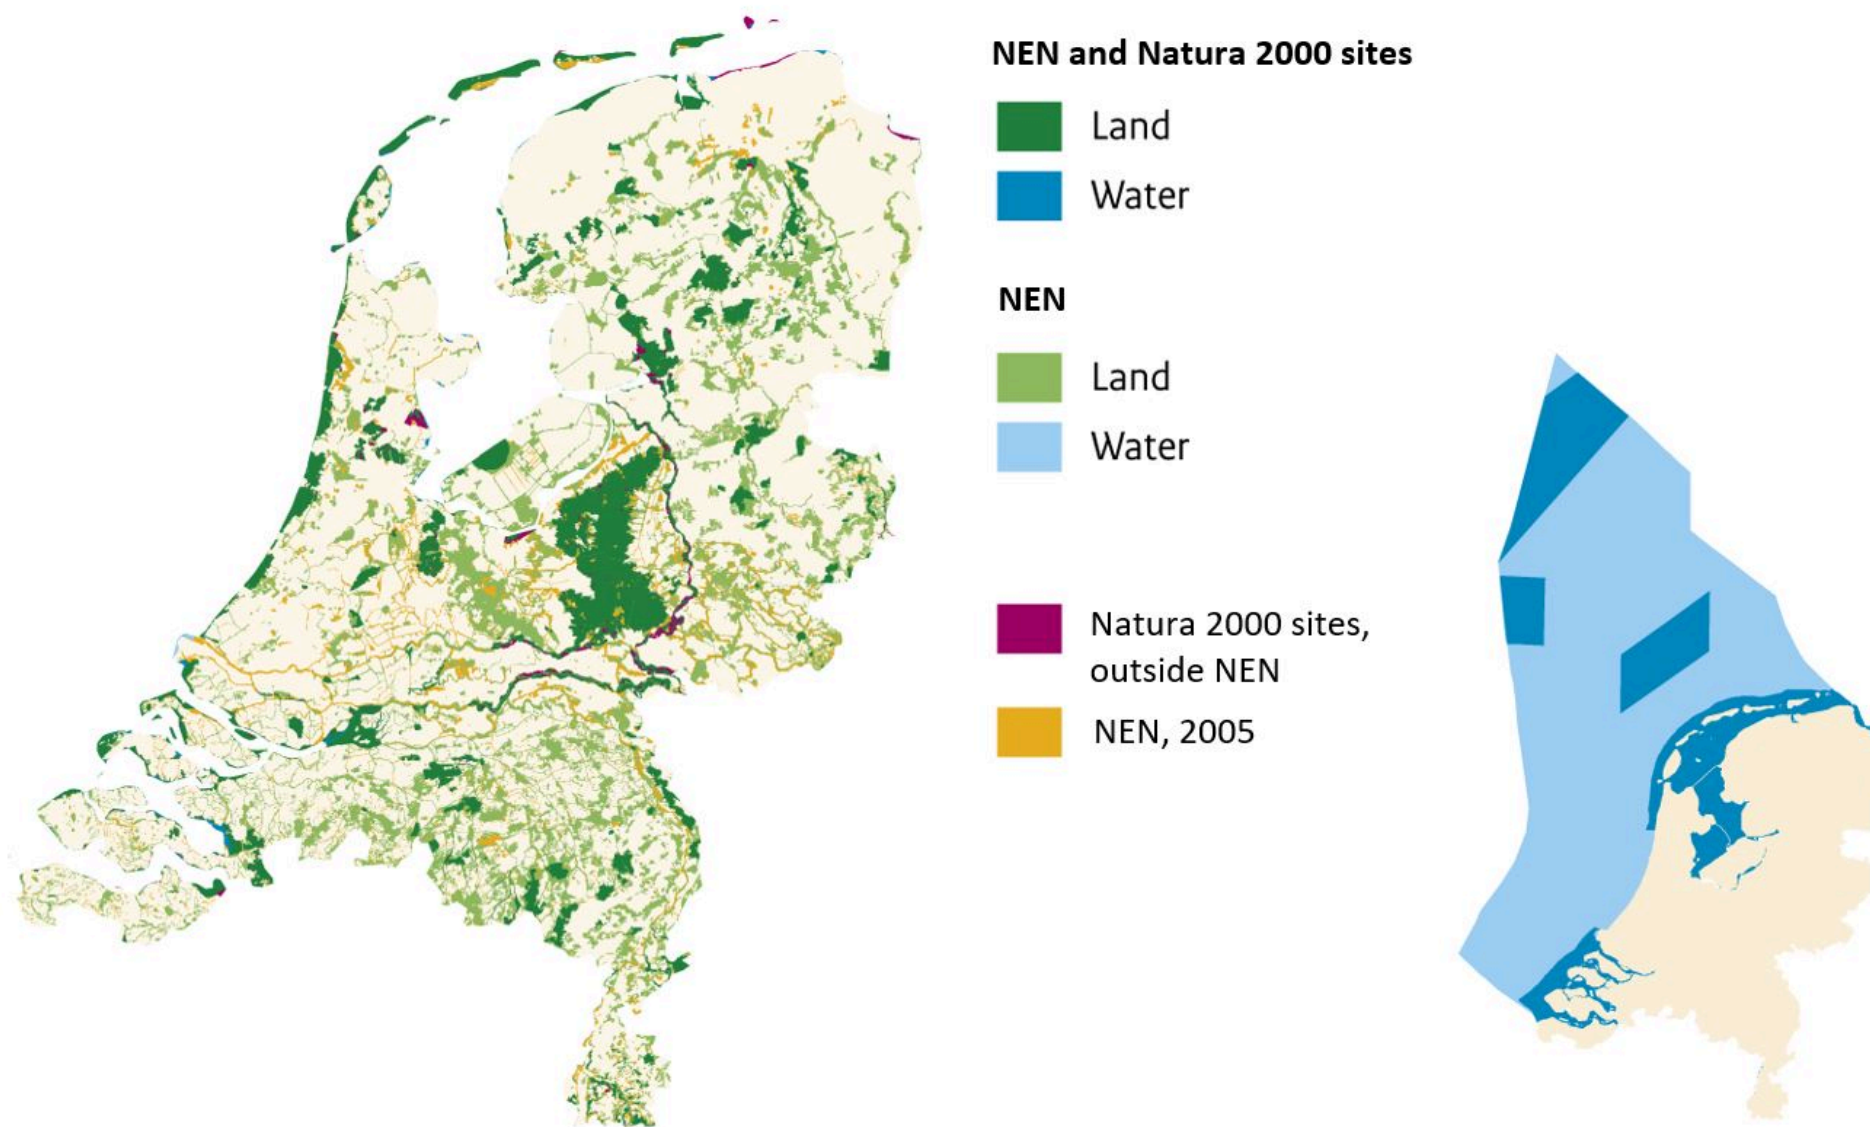 NEN and Natura 2000 sites
Land
Water
NEN
Land
Water
Natura 2000 sites,
outside NEN
NEN, 2005